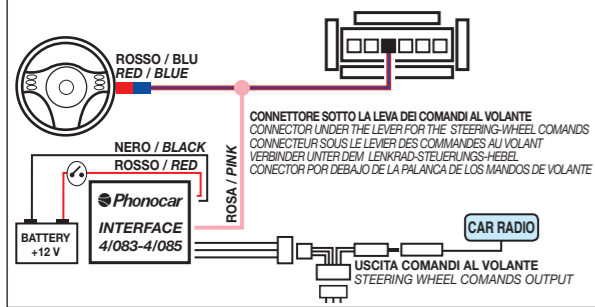 ROSSO / BLU
RED / BLUE
CONNETTORE SOTTO LA LEVA DEI COMANDI AL VOLANTE
CONNECTOR UNDER THE LEVER FOR THE STEERING-WHEEL COMANDS
CONNECTEUR SOUS LE LEVIER DES COMMANDES AU VOLANT
VERBINDER UNTER DEM LENKRAD-STEUERUNGS-HEBEL
CONECTOR POR DEBAJO DE LA PALANCA DE LOS MANDOS DE VOLANTE
NERO / BLACK
ROSSO / RED
ROSA / PINK
Phonocar
INTERFACE
4/083-4/085
BATTERY
+12 V
CAR RADIO
USCITA COMANDI AL VOLANTE
STEERING WHEEL COMANDS OUTPUT